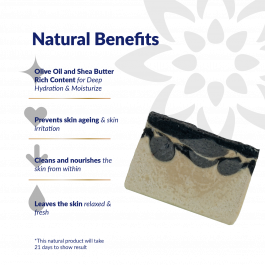 Natural Benefits
Olive Oil and Shea Butter
Rich Content for Deep
Hydration & Moisturize
Prevents skin ageing & skin
irritation
Cleans and nourishes the
skin from within
Leaves the skin relaxed &
fresh
*This natural product will take
21 days to show result